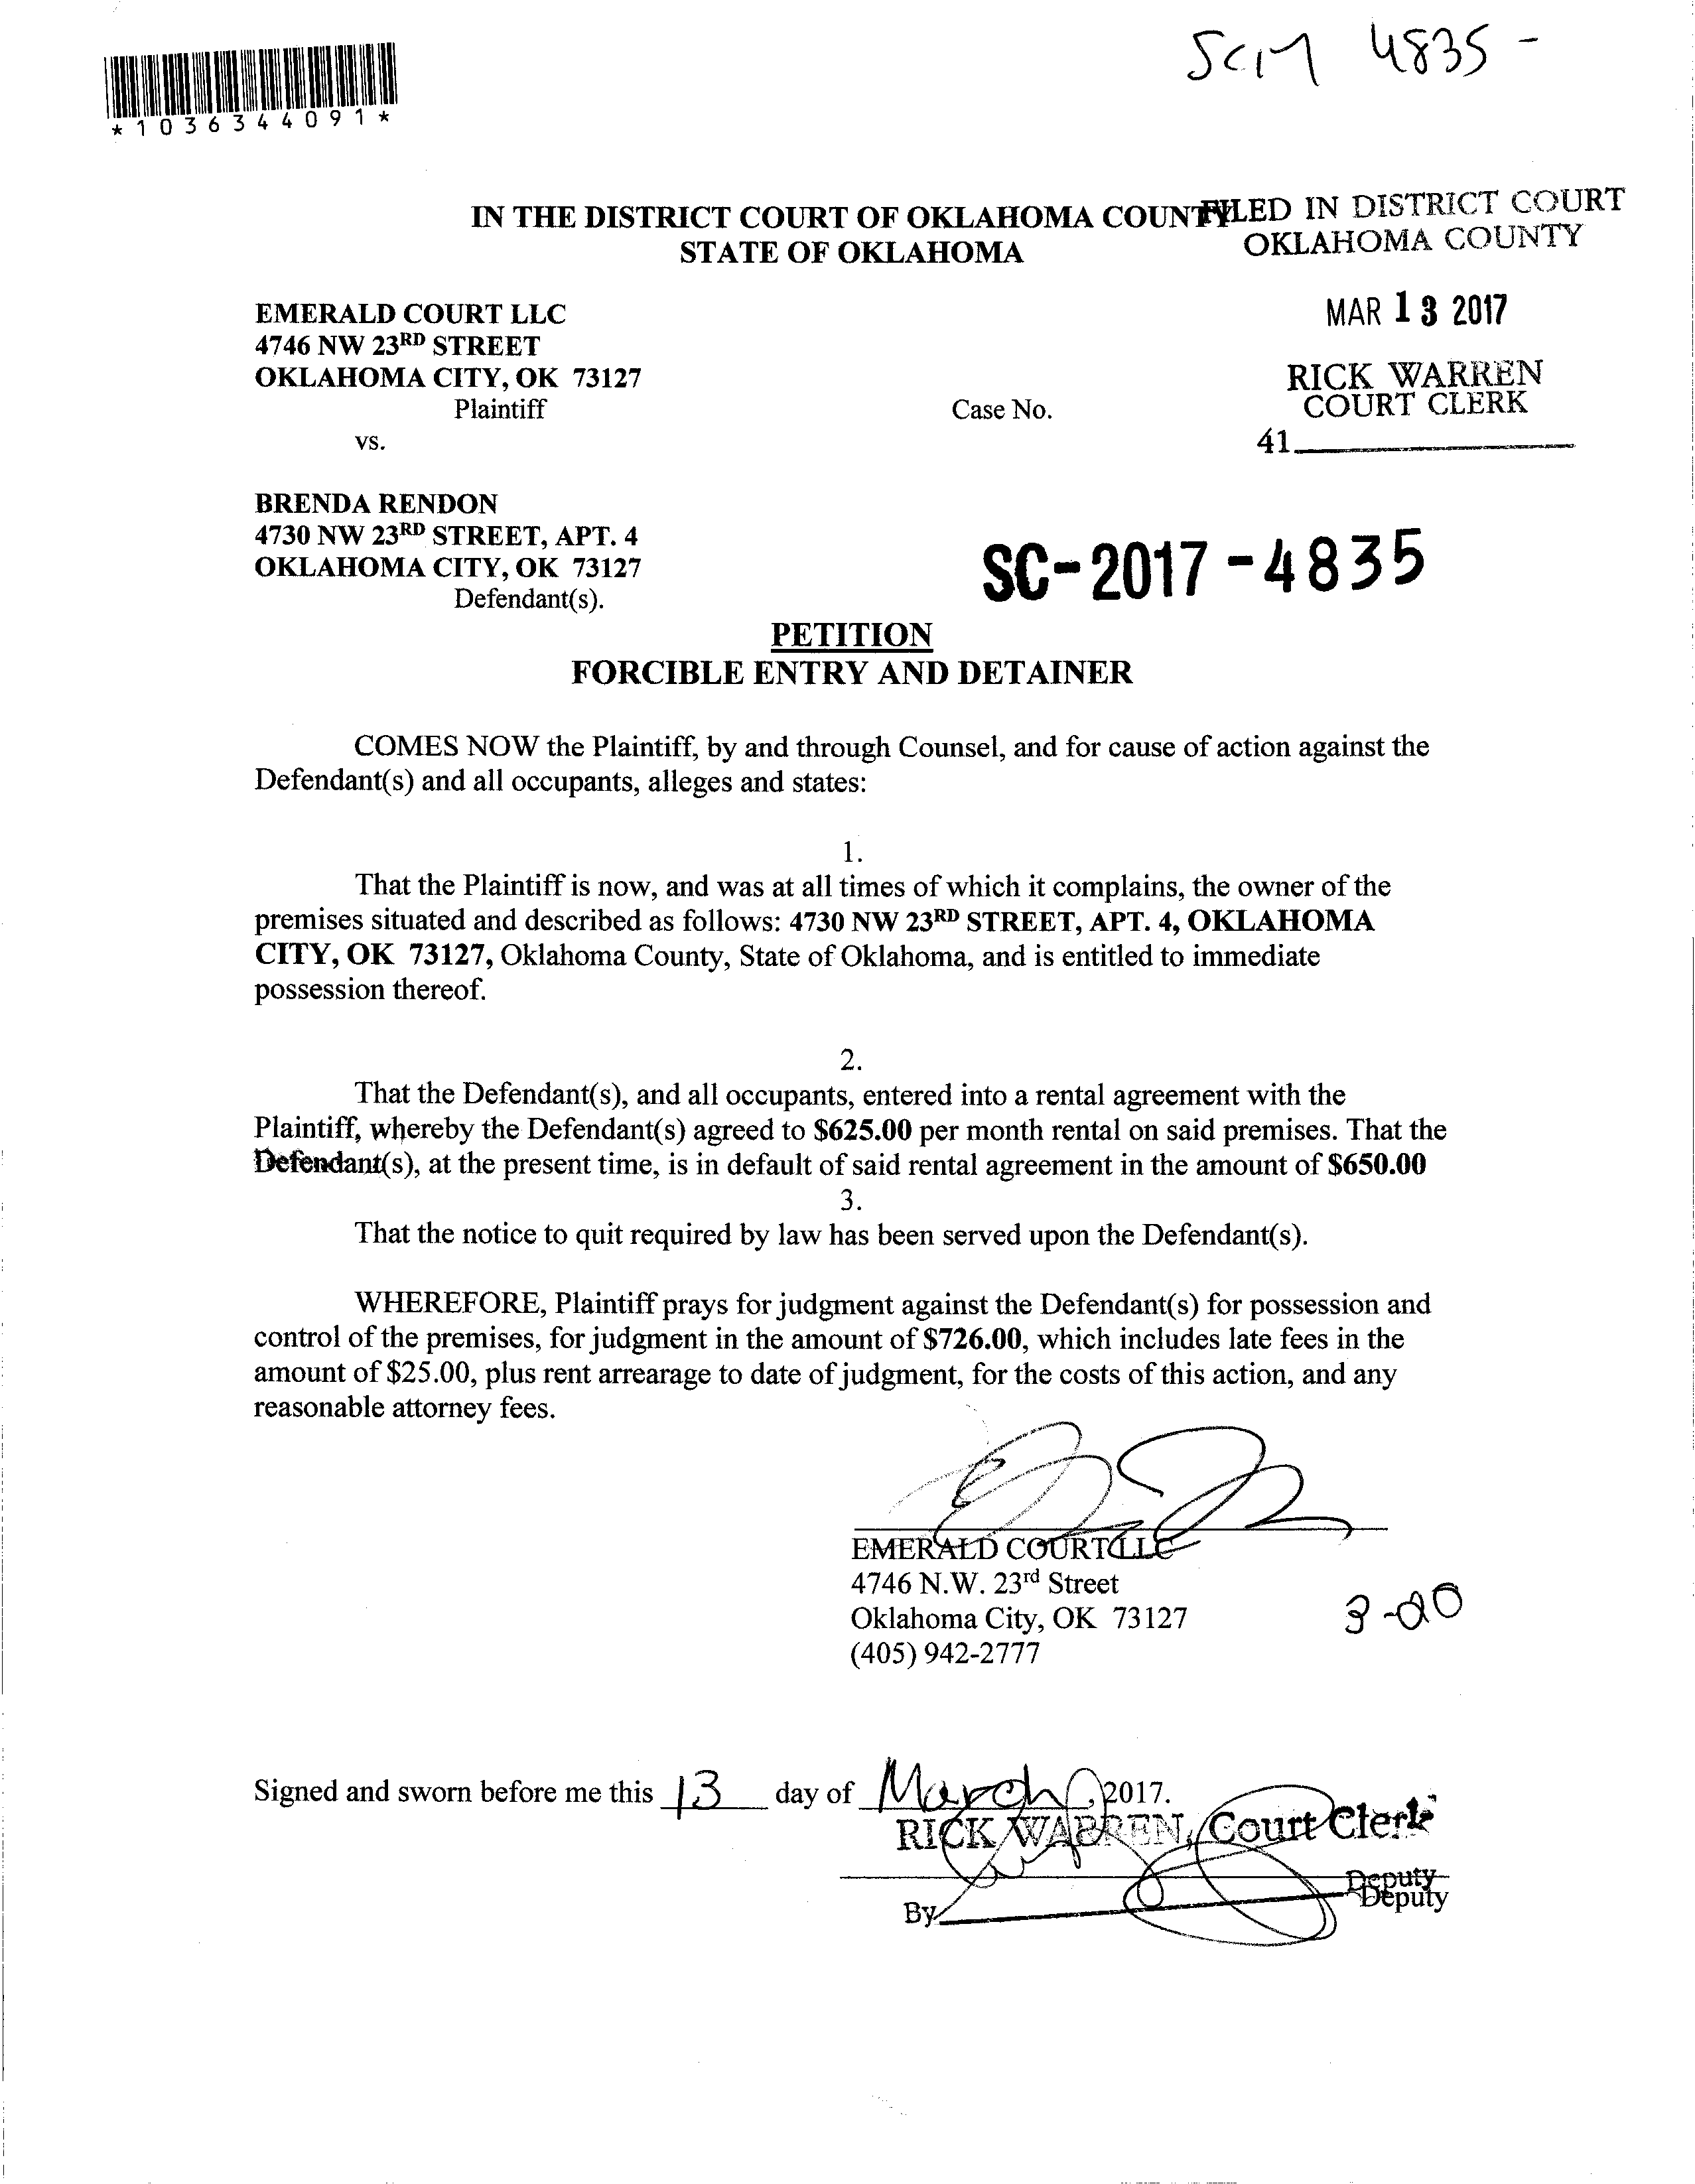 SC17 4835 -
*1036344091*
IN THE DISTRICT COURT OF OKLAHOMA COUNTY
STATE OF OKLAHOMA
FILED IN DISTRICT COURT
OKLAHOMA COUNTY
MAR 13 2017
RICK WARREN
COURT CLERK
41
EMERALD COURT LLC
4746 NW 23RD STREET
OKLAHOMA CITY, OK 73127
Plaintiff
Case No.
vs.
BRENDA RENDON
4730 NW 23RD STREET, APT. 4
OKLAHOMA CITY, OK 73127
Defendant(s).
SC-2017-4835
PETITION
FORCIBLE ENTRY AND DETAINER
COMES NOW the Plaintiff, by and through Counsel, and for cause of action against the
Defendant(s) and all occupants, alleges and states:
1.
That the Plaintiff is now, and was at all times of which it complains, the owner of the
premises situated and described as follows: 4730 NW 23RD STREET, APT. 4, OKLAHOMA
CITY, OK 73127, Oklahoma County, State of Oklahoma, and is entitled to immediate
possession thereof.
2.
That the Defendant(s), and all occupants, entered into a rental agreement with the
Plaintiff, whereby the Defendant(s) agreed to $625.00 per month rental on said premises. That the
Defendant(s), at the present time, is in default of said rental agreement in the amount of $650.00
3.
That the notice to quit required by law has been served upon the Defendant(s).
WHEREFORE, Plaintiff prays for judgment against the Defendant(s) for possession and
control of the premises, for judgment in the amount of $726.00, which includes late fees in the
amount of $25.00, plus rent arrearage to date of judgment, for the costs of this action, and any
reasonable attorney fees.
EMERALD COURT LLC
4746 N.W. 23rd Street
Oklahoma City, OK 73127
(405) 942-2777
3-20
Signed and sworn before me this 13 day of March, 2017.
RICK WARREN, Court Clerk
Deputy
By Deputy